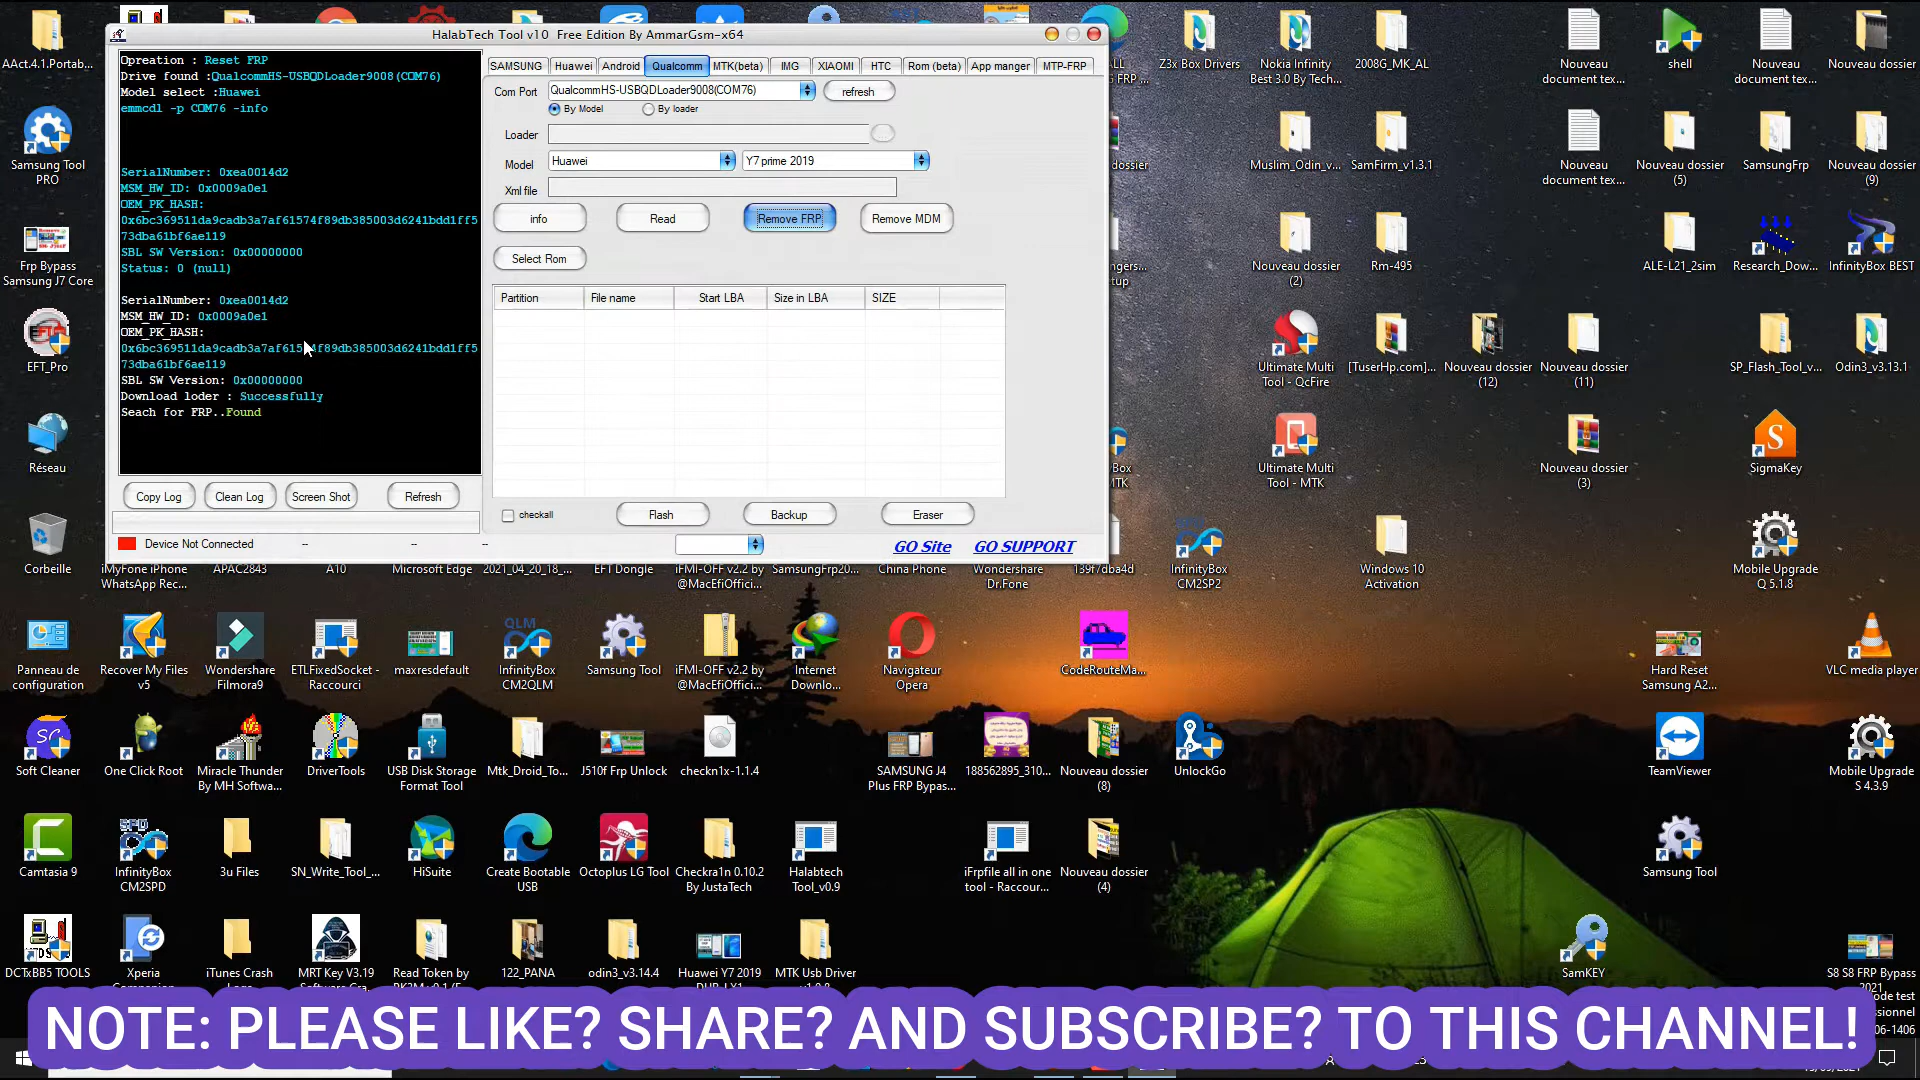 HalabTech Tool v10 Free Edition By AmmarGsm-x64
Opreation : Reset FRP
Drive found :QualcommHS-USBQDLoader9008(COM76)
Model select :Huawei
emmcdl -p COM76 -info
SerialNumber: 0xea0014d2
MSM_HW_ID: 0x0009a0e1
OEM_PK_HASH:
0x6bc369511da9cadb3a7af61574f89db385003d6241bdd1ff5
73dba61bf6ae119
SBL SW Version: 0x00000000
Status: 0 (null)
SerialNumber: 0xea0014d2
MSM_HW_ID: 0x0009a0e1
OEM_PK_HASH:
73dba61bf6ae119
SBL SW Version: 0x00000000
Download loder : Successfully
Seach for FRP..Found
Copy Log
Clean Log
Screen Shot
Refresh
Device Not Connected
--
--
--
SAMSUNG
Huawei
Android
Qualcomm
MTK(beta)
IMG
XIAOMI
HTC
Rom (beta)
App manger
MTP-FRP
Com Port
QualcommHS-USBQDLoader9008(COM76)
refresh
By Model
By loader
Loader
Model
Huawei
Y7 prime 2019
Xml file
info
Read
Remove FRP
Remove MDM
Select Rom
Partition
File name
Start LBA
Size in LBA
SIZE
checkall
Flash
Backup
Eraser
GO Site
GO SUPPORT
AAct.4.1.Portab...
Samsung Tool
PRO
Frp Bypass
Samsung J7 Core
EFT_Pro
Réseau
Corbeille
Z3x Box Drivers
Nokia Infinity
Best 3.0 By Tech...
2008G_MK_AL
Nouveau
document tex...
shell
Nouveau
document tex...
Nouveau dossier
Muslim_Odin_v...
SamFirm_v1.3.1
Nouveau
document tex...
Nouveau dossier
(5)
SamsungFrp
Nouveau dossier
(9)
Nouveau dossier
(2)
Rm-495
ALE-L21_2sim
Research_Dow...
InfinityBox BEST
Ultimate Multi
Tool - QcFire
[TuserHp.com]...
Nouveau dossier
(12)
Nouveau dossier
(11)
SP_Flash_Tool_v...
Odin3_v3.13.1
Ultimate Multi
Tool - MTK
Nouveau dossier
(3)
SigmaKey
iMyFone iPhone
WhatsApp Rec...
APAC2843
A10
Microsoft Edge
2021_04_20_18_...
EFT Dongle
iFMI-OFF v2.2 by
@MacEfiOffici...
SamsungFrp20...
China Phone
Wondershare
Dr.Fone
139f7dba4d
InfinityBox
CM2SP2
Windows 10
Activation
Mobile Upgrade
Q 5.1.8
Panneau de
configuration
Recover My Files
v5
Wondershare
Filmora9
ETLFixedSocket -
Raccourci
maxresdefault
InfinityBox
CM2QLM
Samsung Tool
iFMI-OFF v2.2 by
@MacEfiOffici...
Internet
Downlo...
Navigateur
Opera
CodeRouteMa...
Hard Reset
Samsung A2...
VLC media player
Soft Cleaner
One Click Root
Miracle Thunder
By MH Softwa...
DriverTools
USB Disk Storage
Format Tool
Mtk_Droid_To...
J510f Frp Unlock
checkn1x-1.1.4
SAMSUNG J4
Plus FRP Bypas...
188562895_310...
Nouveau dossier
(8)
UnlockGo
TeamViewer
Mobile Upgrade
S 4.3.9
Camtasia 9
InfinityBox
CM2SPD
3u Files
SN_Write_Tool_...
HiSuite
Create Bootable
USB
Octoplus LG Tool
Checkra1n 0.10.2
By JustaTech
Halabtech
Tool_v0.9
iFrpfile all in one
tool - Raccour...
Nouveau dossier
(4)
Samsung Tool
DCTxBB5 TOOLS
Xperia
iTunes Crash
MRT Key V3.19
Read Token by
122_PANA
odin3_v3.14.4
Huawei Y7 2019
MTK Usb Driver
SamKEY
S8 S8 FRP Bypass
2021
NOTE: PLEASE LIKE? SHARE? AND SUBSCRIBE? TO THIS CHANNEL!